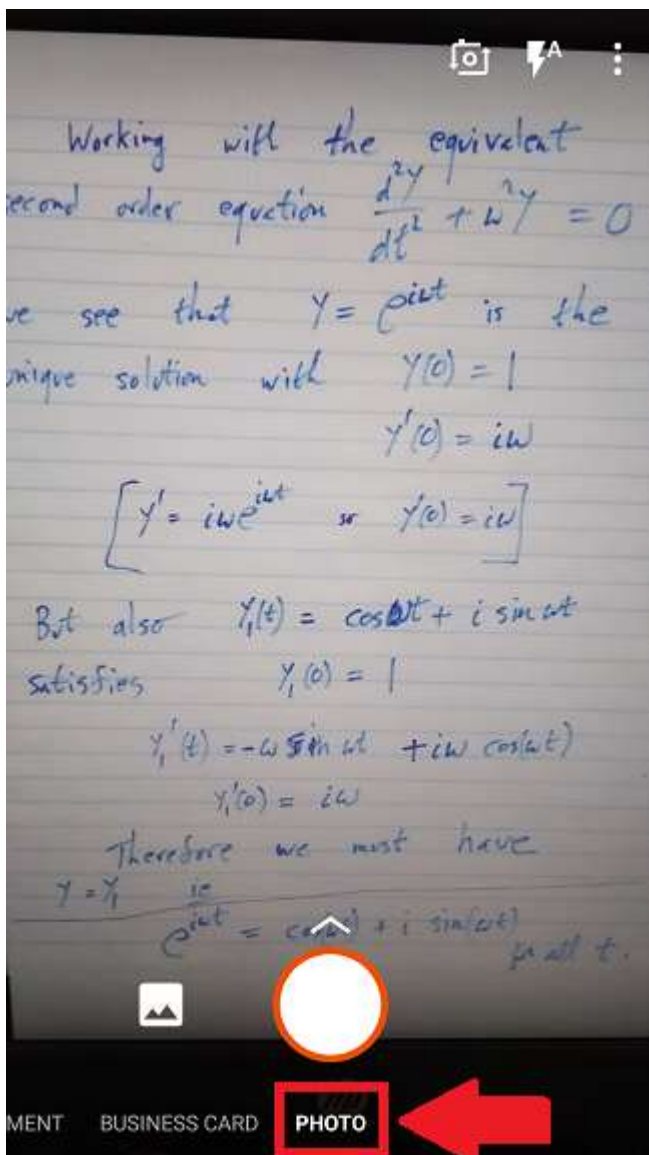 A
Working with the equivalent
econd order equation d²y/dt² + ω²y = 0
we see that y = e^{iωt} is the
nique solution with y(0) = 1
y'(0) = iω
[y' = iωe^{iωt} so y'(0) = iω]
But also y₁(t) = cos ωt + i sin ωt
satisfies y₁(0) = 1
y₁'(t) = -ω sin ωt + iω cos(ωt)
y₁'(0) = iω
Therefore we must have
y = y₁ ie
e^{iωt} = cos(ωt) + i sin(ωt)
for all t.
MENT BUSINESS CARD PHOTO